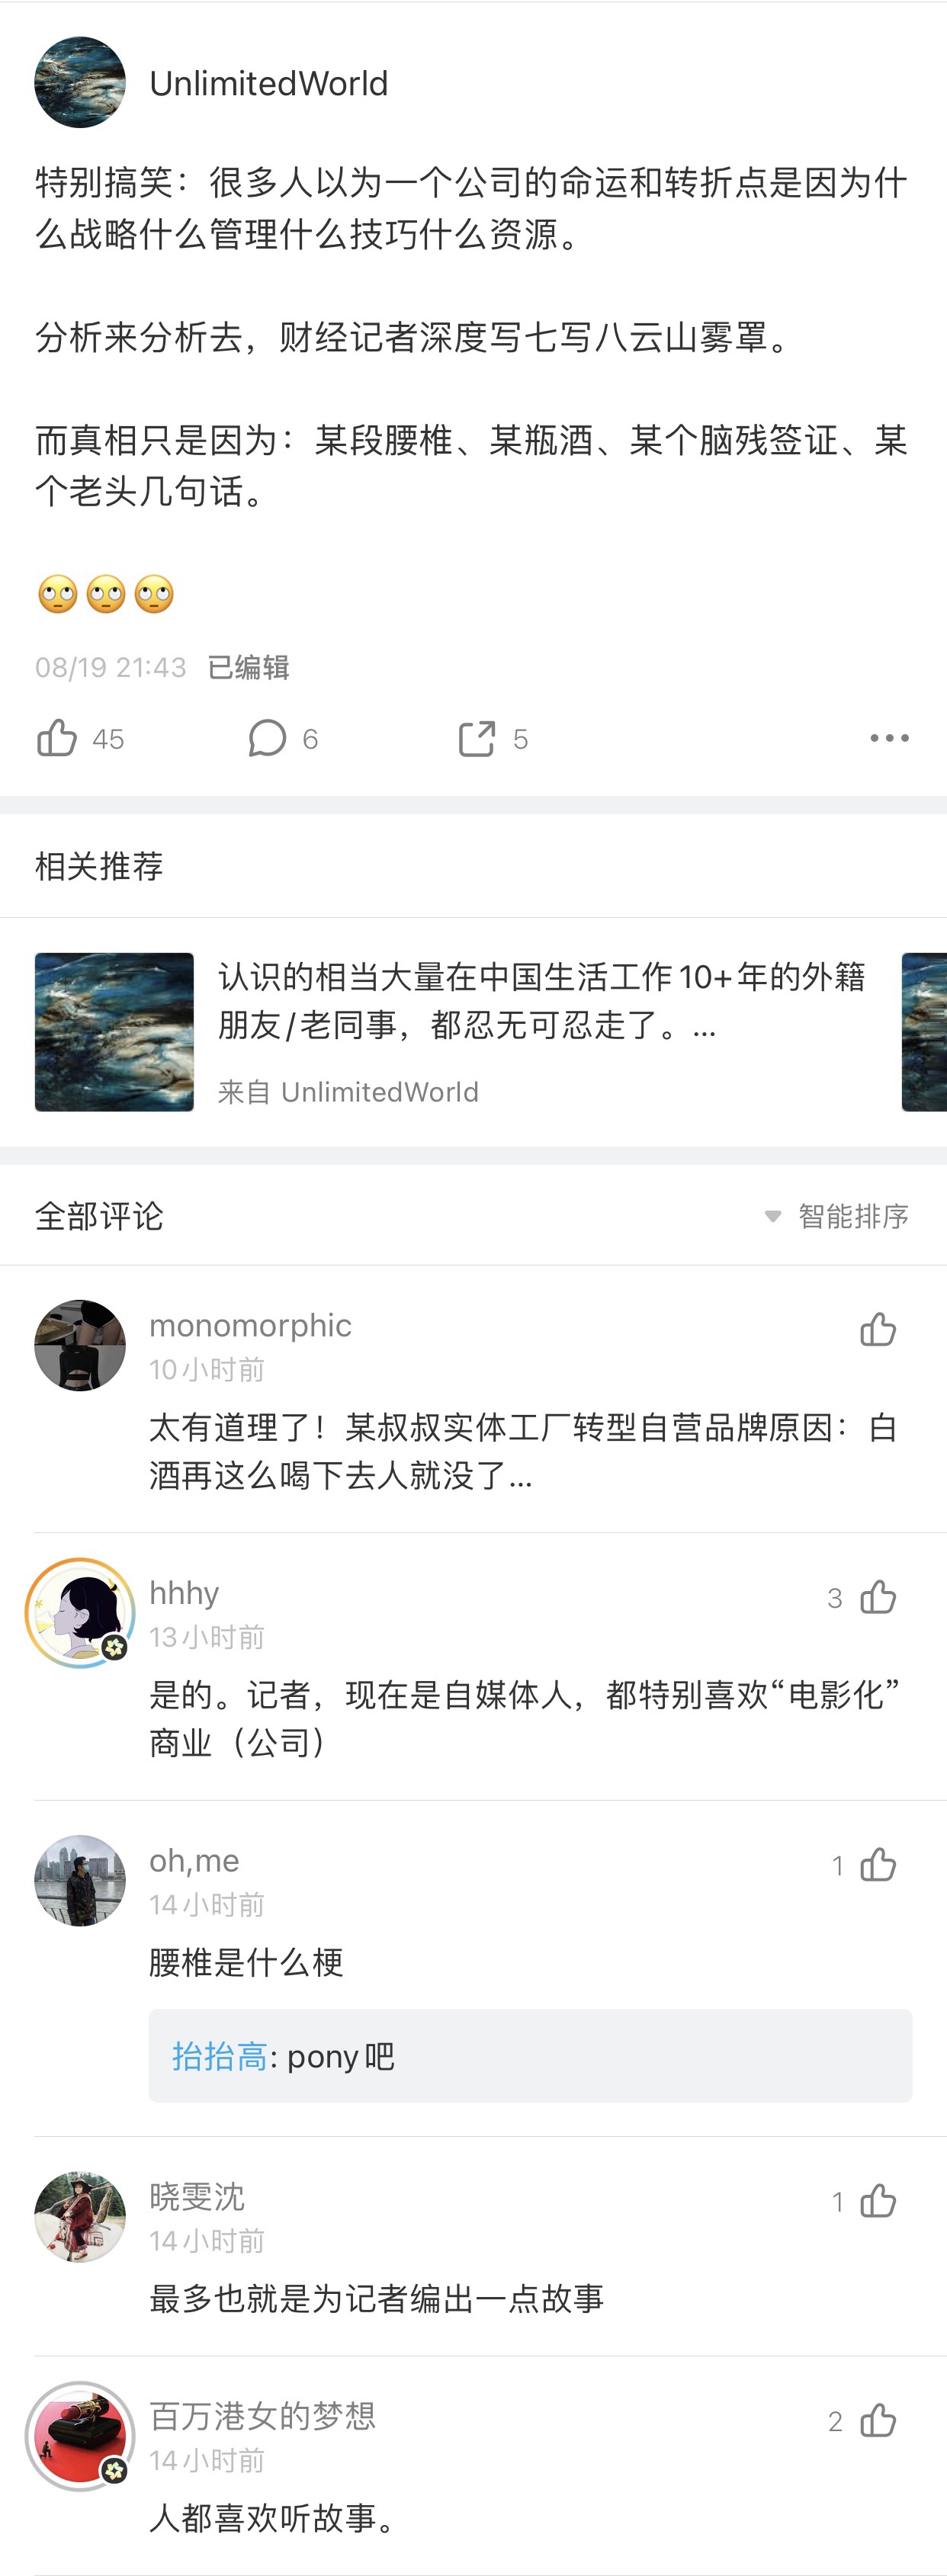 UnlimitedWorld
特别搞笑：很多人以为一个公司的命运和转折点是因为什
么战略什么管理什么技巧什么资源。
分析来分析去，财经记者深度写七写八云山雾罩。
而真相只是因为：某段腰椎、某瓶酒、某个脑残签证、某
个老头几句话。
🙄🙄🙄
08/19 21:43 已编辑
45 6 5
相关推荐
认识的相当大量在中国生活工作10+年的外籍
朋友/老同事，都忍无可忍走了。...
来自 UnlimitedWorld
全部评论 智能排序
monomorphic
10小时前
太有道理了！某叔叔实体工厂转型自营品牌原因：白
酒再这么喝下去人就没了...
hhhy 3
13小时前
是的。记者，现在是自媒体人，都特别喜欢“电影化”
商业（公司）
oh,me 1
14小时前
腰椎是什么梗
抬抬高: pony吧
晓雯沈 1
14小时前
最多也就是为记者编出一点故事
百万港女的梦想 2
14小时前
人都喜欢听故事。